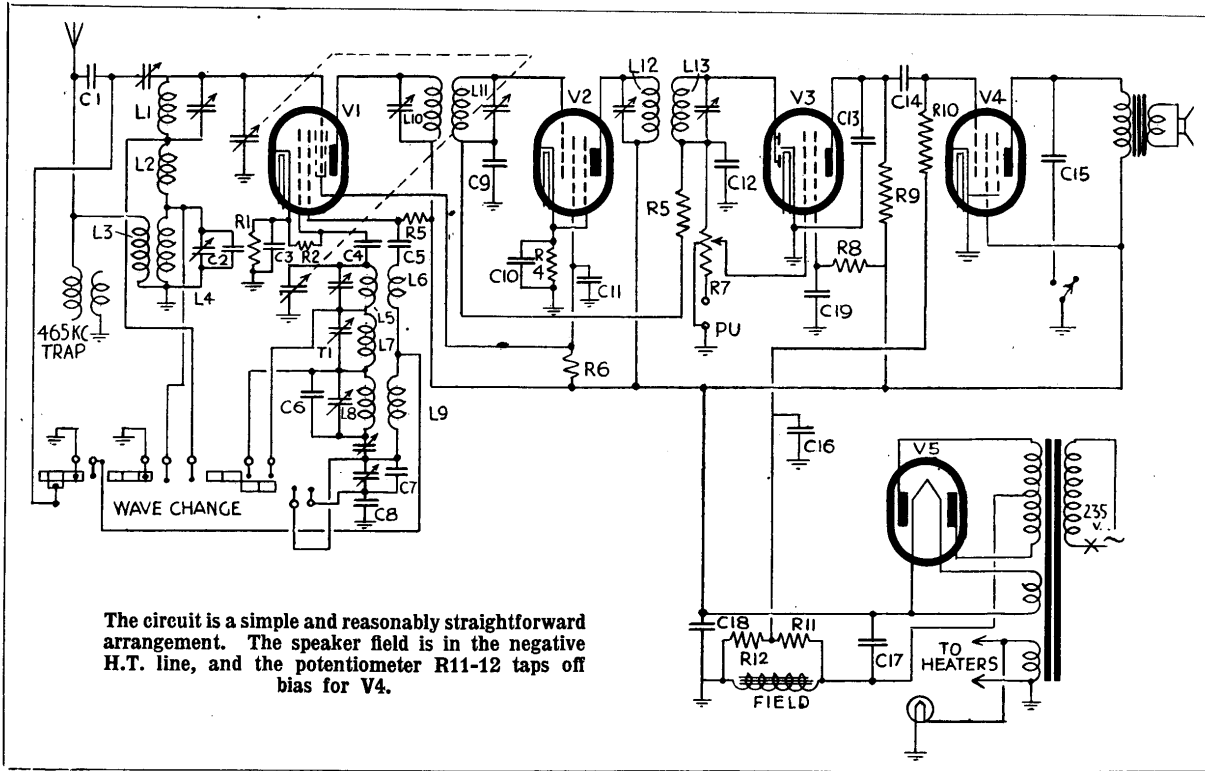 L12
L13
C1
L1
V1
L10
L11
V2
V3
C13
C14
R10
V4
L2
C9
C12
C15
L3
R1
C3
R2
C4
R5
C5
R5
R9
C2
L4
L6
C10
R4
C11
R7
R8
C19
465KC
TRAP
L5
T1
L7
PU
R6
C6
L8
L9
C16
V5
WAVE CHANGE
C7
C8
235
v.
~
The circuit is a simple and reasonably straightforward
arrangement. The speaker field is in the negative
H.T. line, and the potentiometer R11-12 taps off
bias for V4.
C18
R11
R12
C17
TO
HEATERS
FIELD